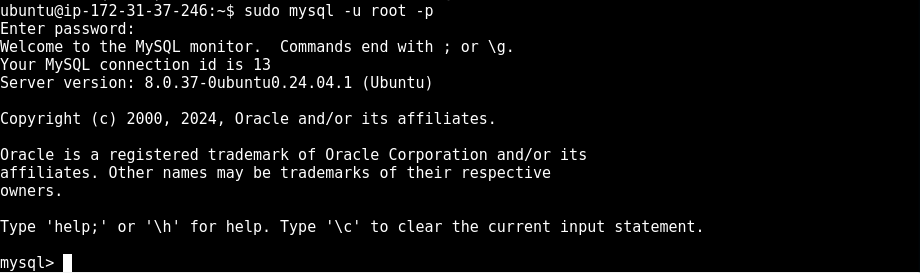 ubuntu@ip-172-31-37-246:~$ sudo mysql -u root -p
Enter password:
Welcome to the MySQL monitor.  Commands end with ; or \g.
Your MySQL connection id is 13
Server version: 8.0.37-0ubuntu0.24.04.1 (Ubuntu)
Copyright (c) 2000, 2024, Oracle and/or its affiliates.
Oracle is a registered trademark of Oracle Corporation and/or its
affiliates. Other names may be trademarks of their respective
owners.
Type 'help;' or '\h' for help. Type '\c' to clear the current input statement.
mysql>